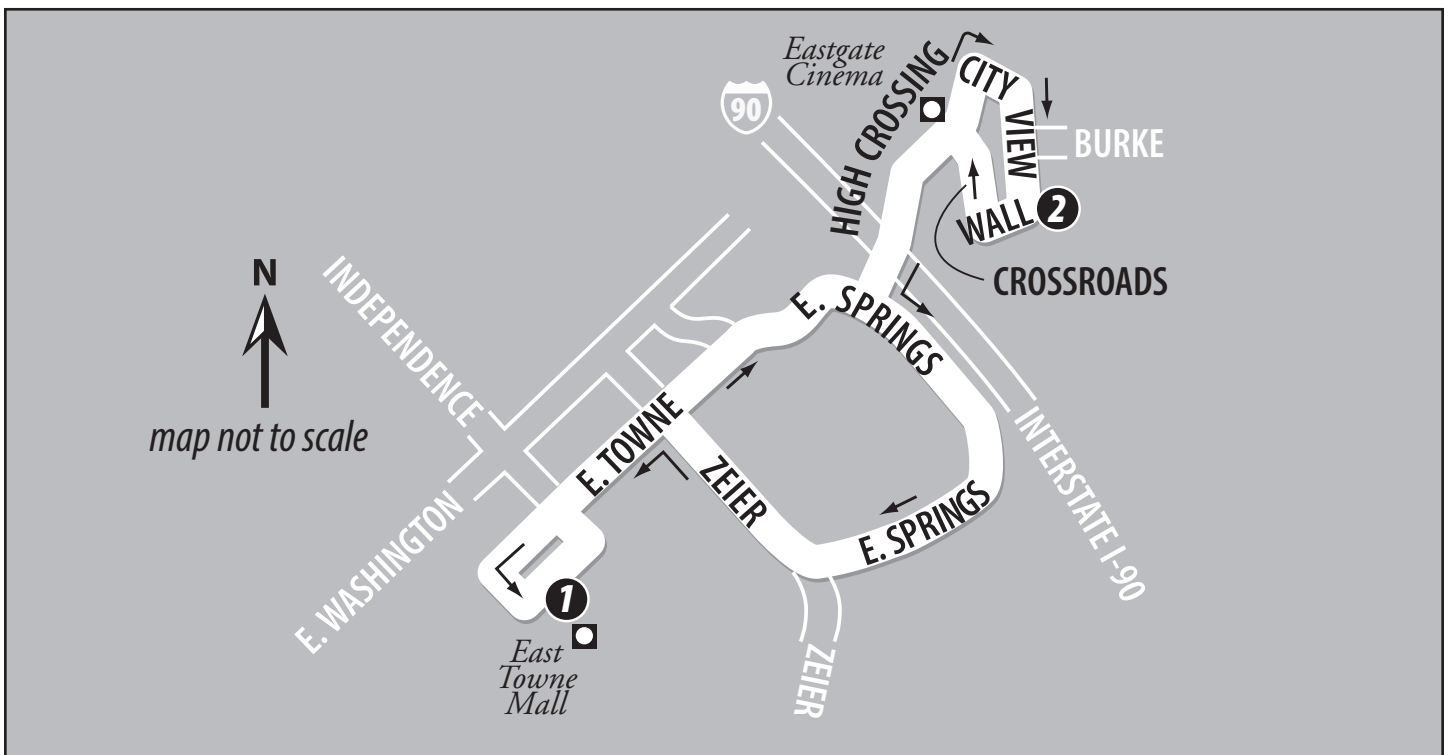 Eastgate
Cinema
HIGH CROSSING
CITY
VIEW
90
BURKE
WALL
2
CROSSROADS
N
map not to scale
INDEPENDENCE
E. SPRINGS
E. TOWNE
ZEIER
E. SPRINGS
INTERSTATE I-90
E. WASHINGTON
1
East
Towne
Mall
ZEIER